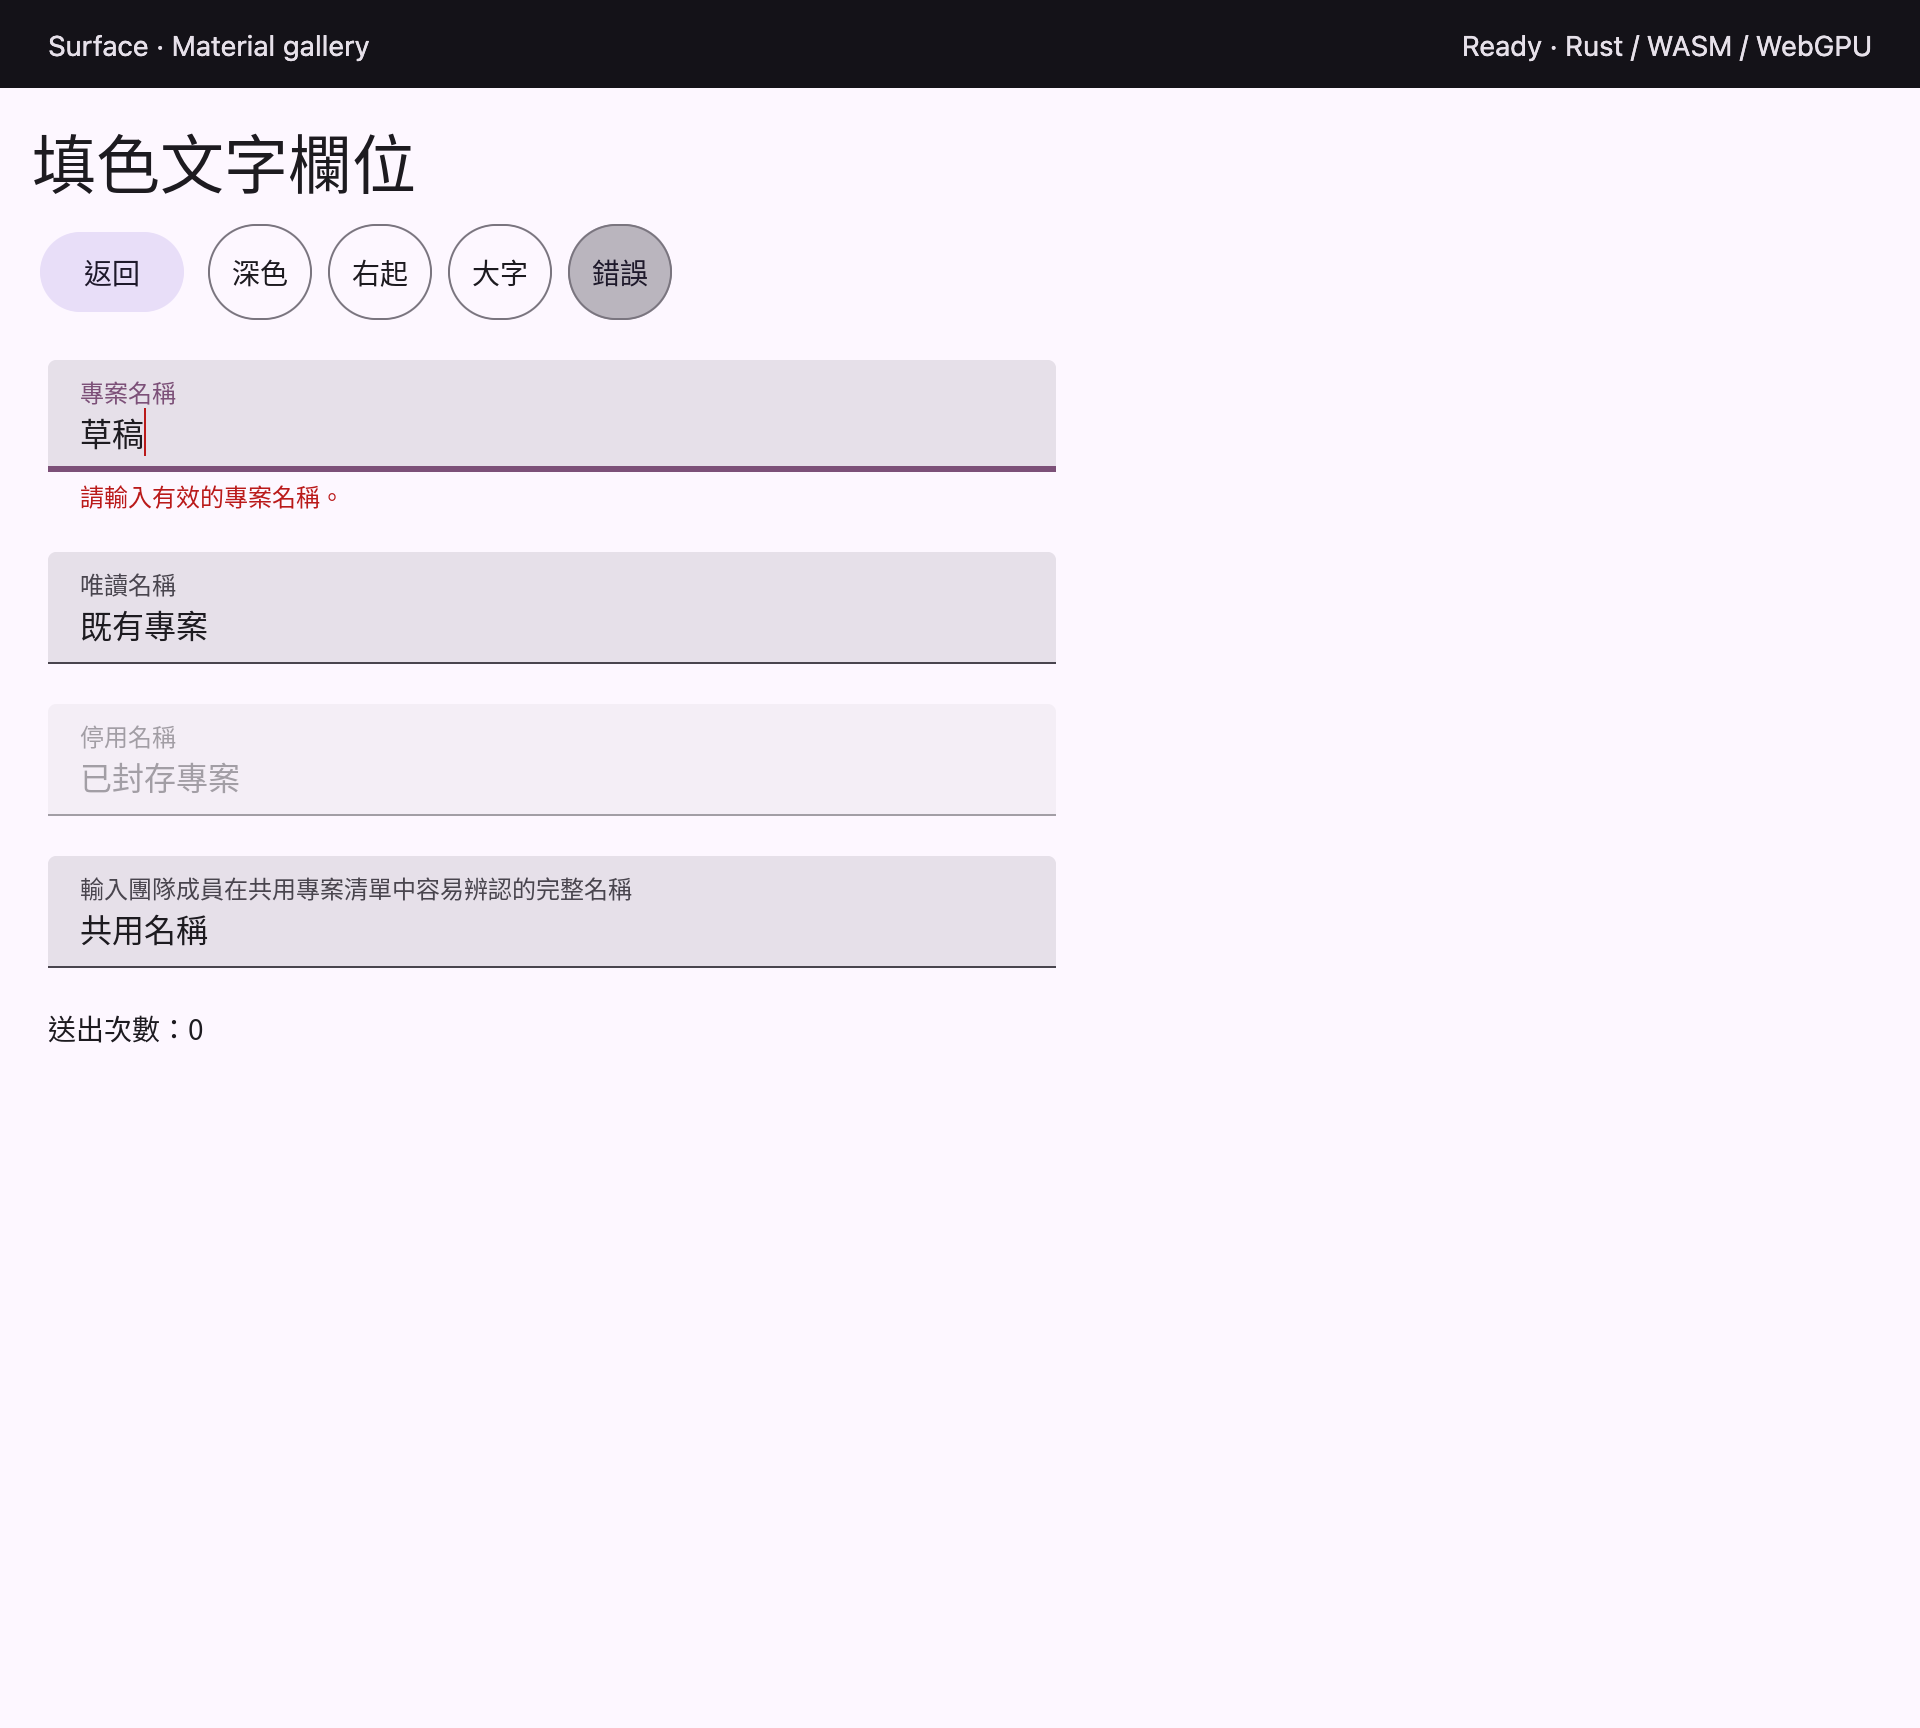 Surface · Material gallery
Ready · Rust / WASM / WebGPU
填色文字欄位
返回 深色 右起 大字 錯誤
專案名稱
草稿
請輸入有效的專案名稱。
唯讀名稱
既有專案
停用名稱
已封存專案
輸入團隊成員在共用專案清單中容易辨認的完整名稱
共用名稱
送出次數：0